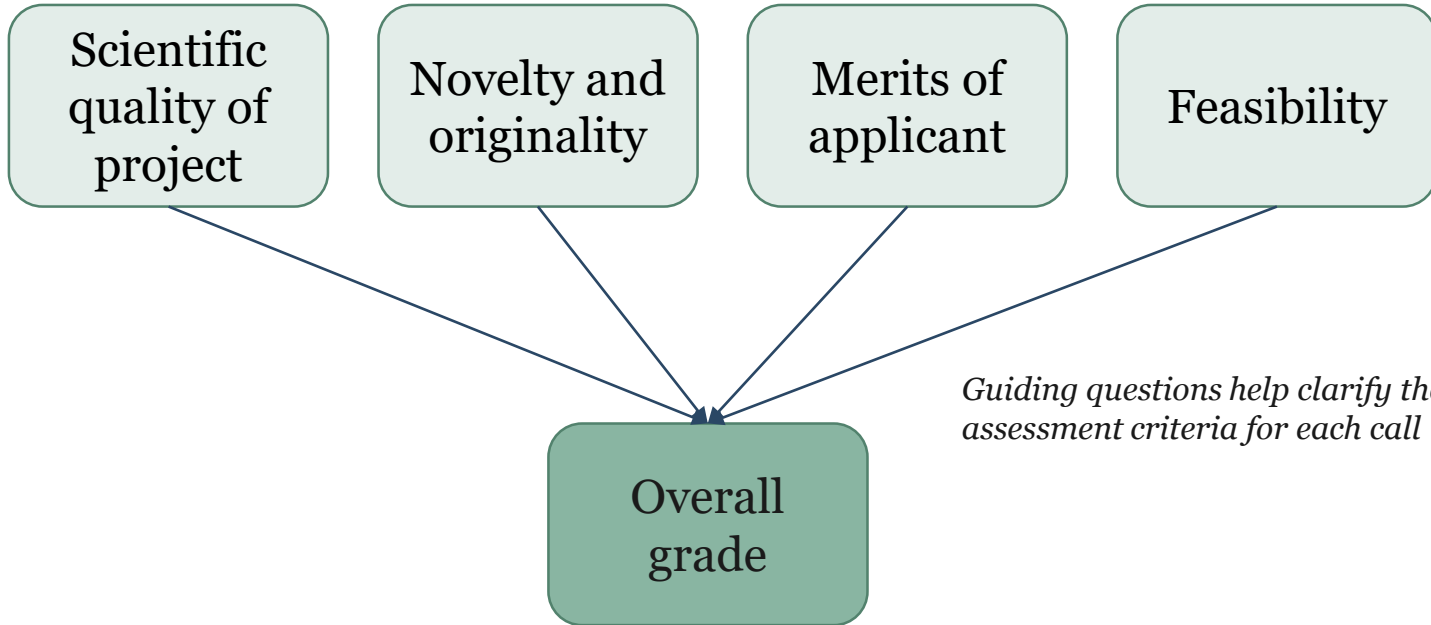 Scientific
quality of
project
Novelty and
originality
Merits of
applicant
Feasibility
Guiding questions help clarify the
assessment criteria for each call
Overall
grade